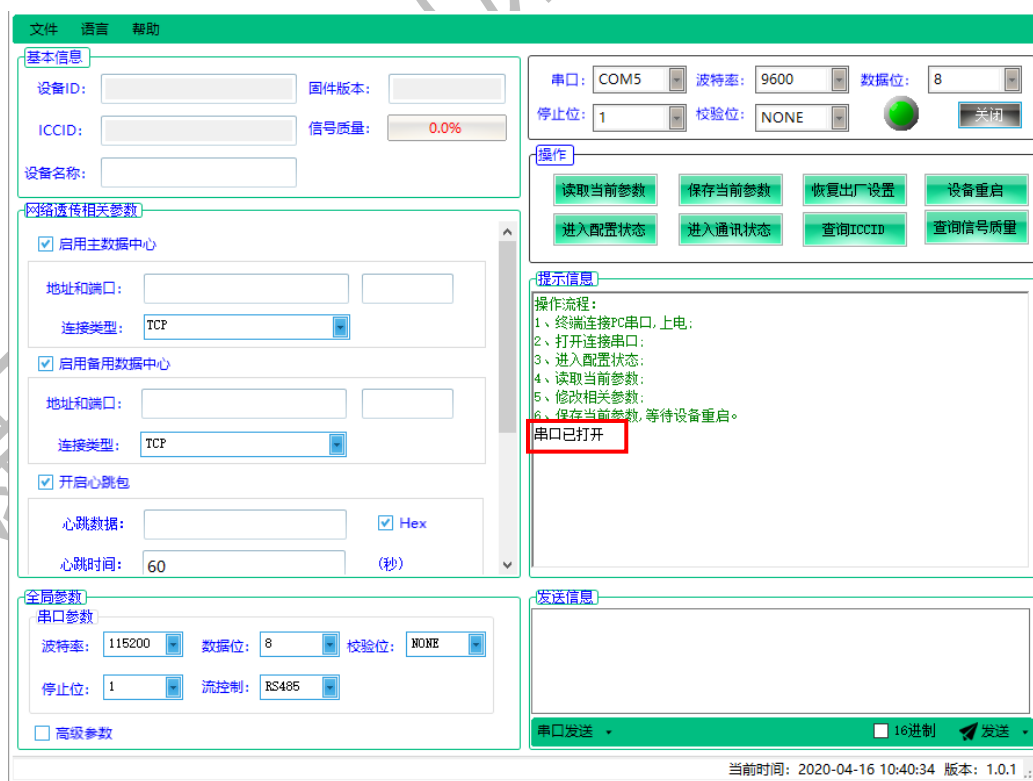 文件 语言 帮助
基本信息
设备ID: 固件版本:
ICCID: 信号质量: 0.0%
设备名称:
串口: COM5 波特率: 9600 数据位: 8
停止位: 1 校验位: NONE 关闭
操作
读取当前参数 保存当前参数 恢复出厂设置 设备重启
进入配置状态 进入通讯状态 查询ICCID 查询信号质量
网络透传相关参数
启用主数据中心
地址和端口:
连接类型: TCP
启用备用数据中心
地址和端口:
连接类型: TCP
开启心跳包
心跳数据: Hex
心跳时间: 60 (秒)
提示信息
操作流程:
1、终端连接PC串口,上电;
2、打开连接串口;
3、进入配置状态;
4、读取当前参数;
5、修改相关参数;
6、保存当前参数,等待设备重启。
串口已打开
全局参数
串口参数
波特率: 115200 数据位: 8 校验位: NONE
停止位: 1 流控制: RS485
高级参数
发送信息
串口发送 16进制 发送
当前时间: 2020-04-16 10:40:34 版本: 1.0.1